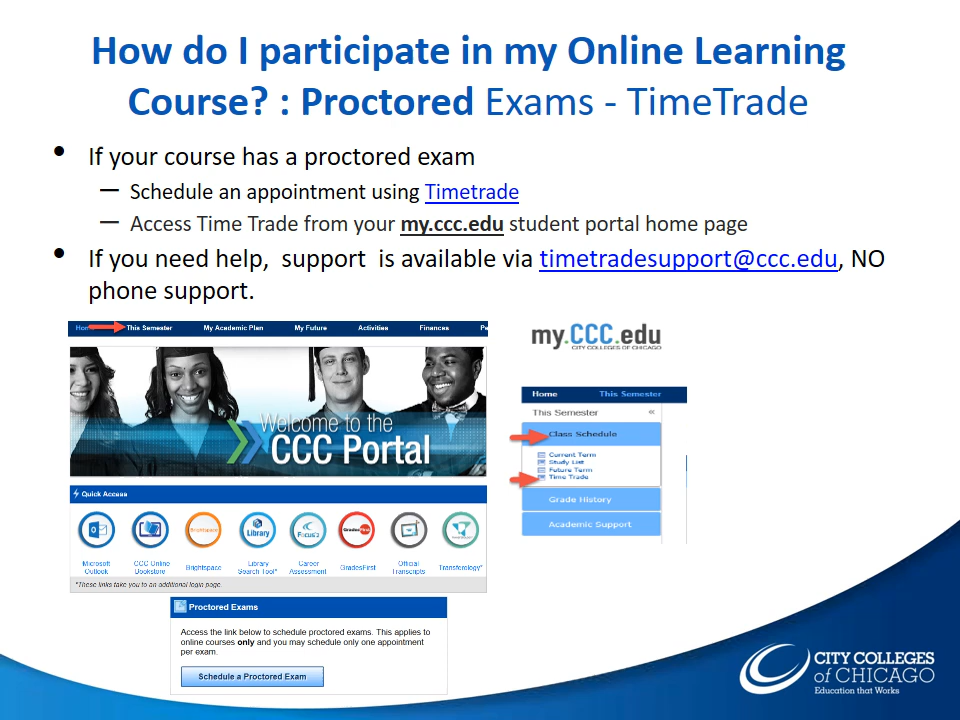 How do I participate in my Online Learning
Course? : Proctored Exams - TimeTrade
• If your course has a proctored exam
– Schedule an appointment using Timetrade
– Access Time Trade from your my.ccc.edu student portal home page
• If you need help,  support  is available via timetradesupport@ccc.edu, NO
phone support.
Home This Semester My Academic Plan My Future Activities Finances Pe
Welcome to the
CCC Portal
Quick Access
Brightspace Library Focus2
Microsoft Outlook
CCC Online Bookstore
Brightspace
Library Search Tool*
Career Assessment
GradesFirst
Official Transcripts
Transferology*
*These links take you to an additional login page.
Proctored Exams
Access the link below to schedule proctored exams. This applies to
online courses only and you may schedule only one appointment
per exam.
Schedule a Proctored Exam
my.CCC.edu
CITY COLLEGES OF CHICAGO
Home This Semester
This Semester «
Class Schedule
Current Term
Study List
Future Term
Time Trade
Grade History
Academic Support
CITY COLLEGES
of CHICAGO
Education that Works